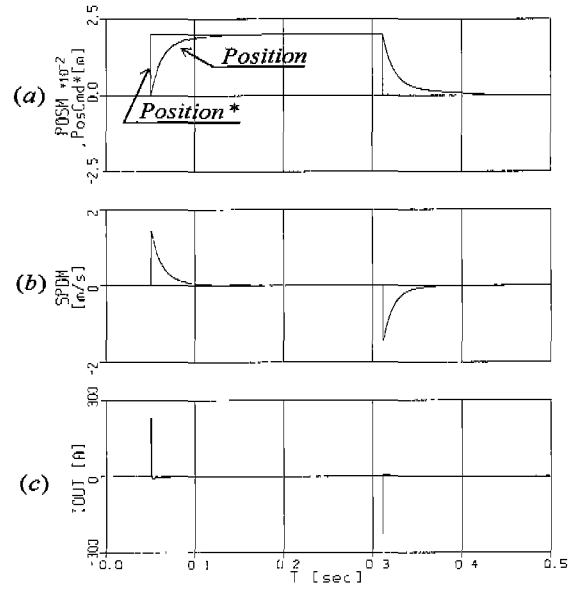 2.5
Position
(a)
POSM *10⁻²
,PosCmd*[m]
0.0
Position*
-2.5
2
(b)
SPDM
[m/s]
0
-2
300
(c)
IOUT [A]
0
300
-0.0
0.1
0.2
0.3
0.4
0.5
T [sec]